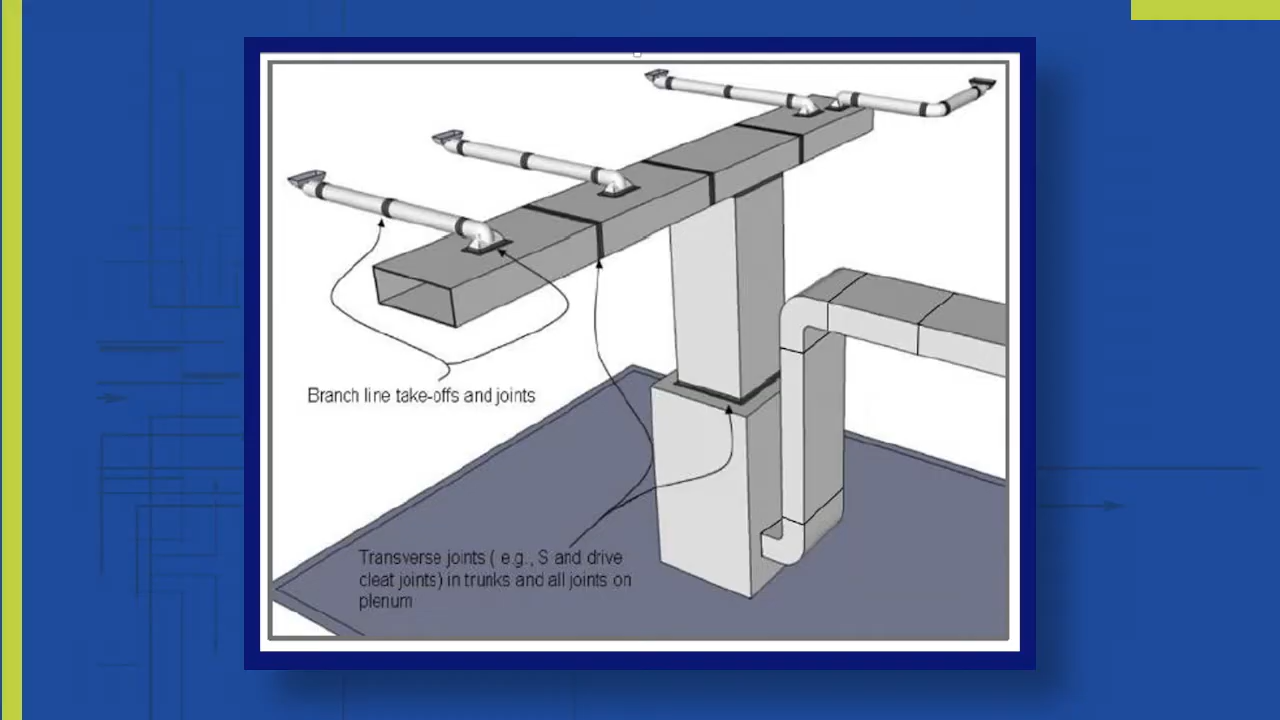 Branch line take-offs and joints
Transverse joints ( e.g., S and drive
cleat joints) in trunks and all joints on
plenum